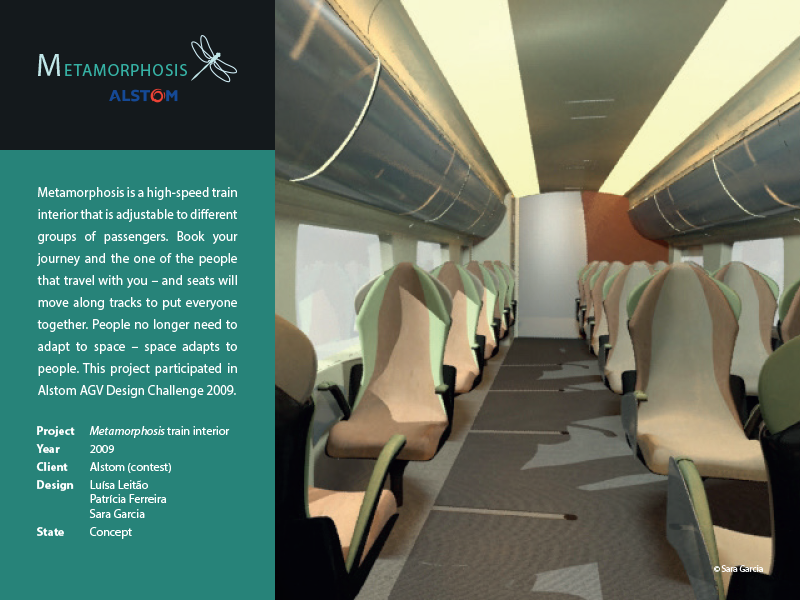 METAMORPHOSIS
ALSTOM
Metamorphosis is a high-speed train
interior that is adjustable to different
groups of passengers. Book your
journey and the one of the people
that travel with you – and seats will
move along tracks to put everyone
together. People no longer need to
adapt to space – space adapts to
people. This project participated in
Alstom AGV Design Challenge 2009.
Project Metamorphosis train interior
Year 2009
Client Alstom (contest)
Design Luísa Leitão
Patrícia Ferreira
Sara Garcia
State Concept
© Sara Garcia